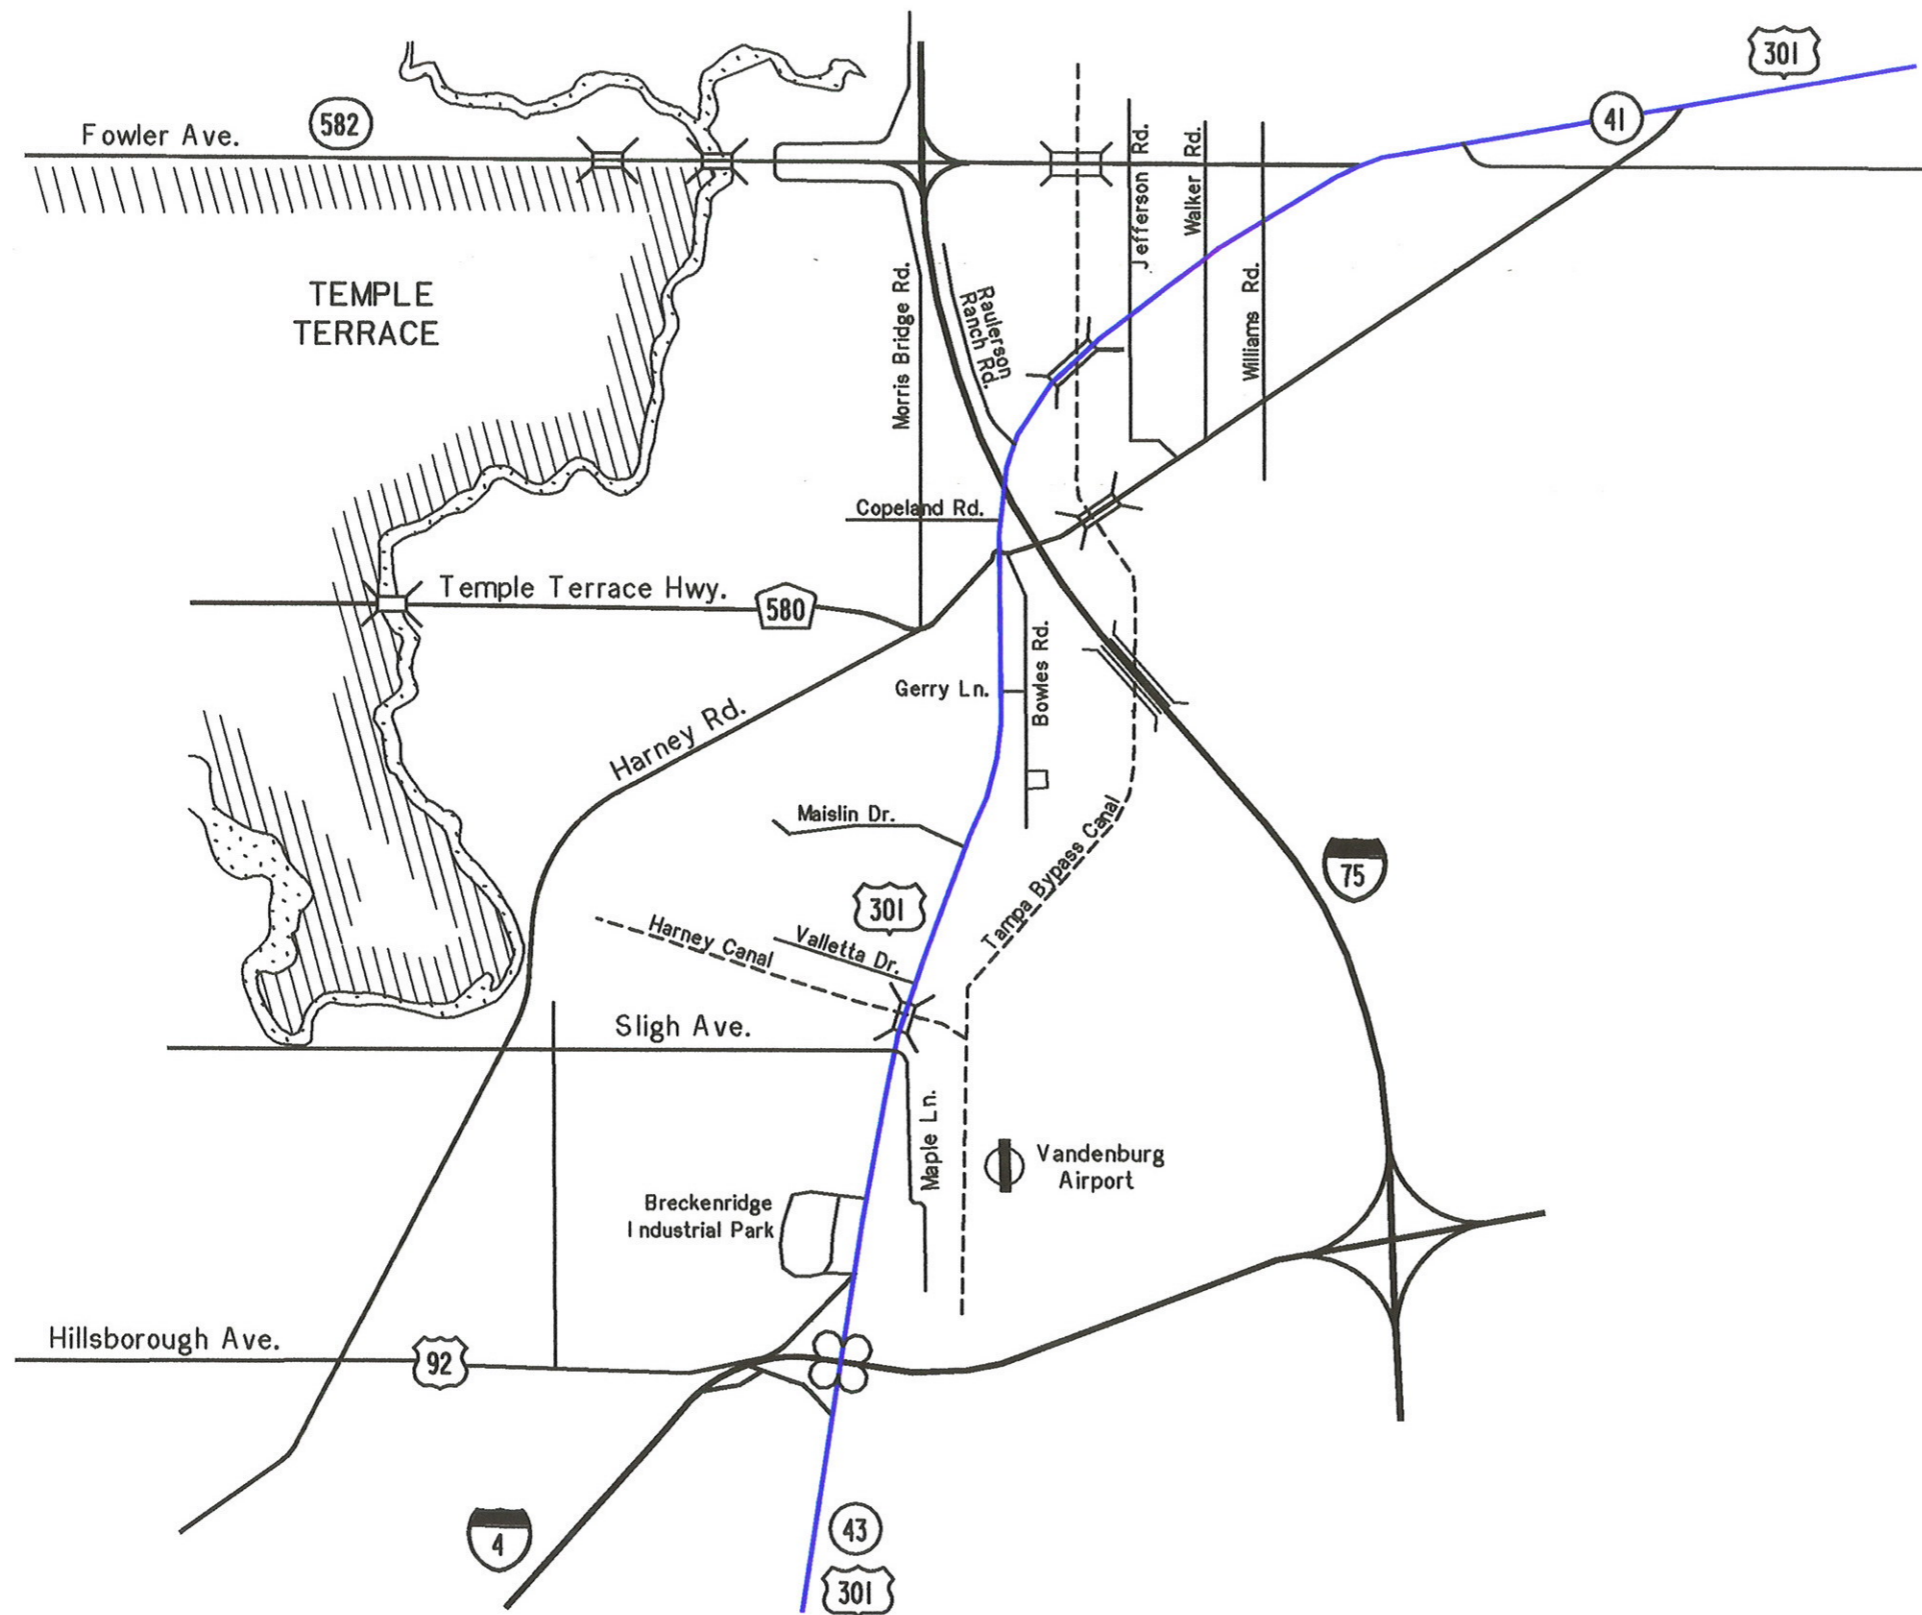 301
41
582
Fowler Ave.
Jefferson Rd.
Walker Rd.
Williams Rd.
TEMPLE
TERRACE
Morris Bridge Rd.
Raulerson
Ranch Rd.
Copeland Rd.
Temple Terrace Hwy.
580
Bowles Rd.
Gerry Ln.
Harney Rd.
Maislin Dr.
Tampa Bypass Canal
75
301
Harney Canal
Valletta Dr.
Sligh Ave.
Maple Ln.
Vandenburg
Airport
Breckenridge
Industrial Park
Hillsborough Ave.
92
4
43
301